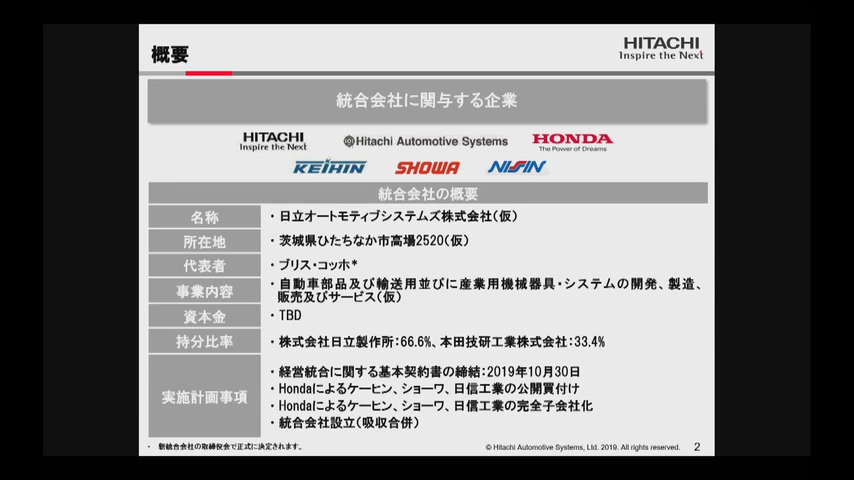 概要
HITACHI
Inspire the Next
統合会社に関与する企業
HITACHI
Inspire the Next
Hitachi Automotive Systems
HONDA
The Power of Dreams
KEIHIN
SHOWA
NISSIN
統合会社の概要
名称
・日立オートモティブシステムズ株式会社(仮)
所在地
・茨城県ひたちなか市高場2520(仮)
代表者
・ブリス・コッホ*
事業内容
・自動車部品及び輸送用並びに産業用機械器具・システムの開発、製造、
販売及びサービス(仮)
資本金
・TBD
持分比率
・株式会社日立製作所:66.6%、本田技研工業株式会社:33.4%
実施計画事項
・経営統合に関する基本契約書の締結:2019年10月30日
・Hondaによるケーヒン、ショーワ、日信工業の公開買付け
・Hondaによるケーヒン、ショーワ、日信工業の完全子会社化
・統合会社設立(吸収合併)
・ 新統合会社の取締役会で正式に決定されます。
© Hitachi Automotive Systems, Ltd. 2019. All rights reserved.
2